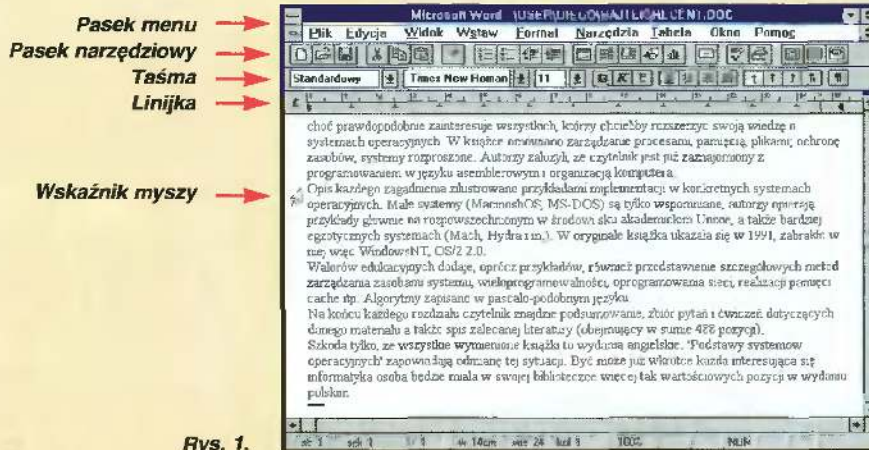 Microsoft Word
Pasek menu
Plik Edycja Widok Wstaw Format Narzędzia Tabela Okno Pomoc
Pasek narzędziowy
Taśma
Standardowy Times New Roman 11
Linijka
choć prawdopodobnie zainteresuje wszystkich, którzy chcieliby rozszerzyć swoją wiedzę o
systemach operacyjnych. W książce omówiono zarządzanie procesami, pamięcią, plikami, ochronę
zasobów, systemy rozproszone. Autorzy założyli, że czytelnik jest już zaznajomiony z
programowaniem w języku asemblerowym i organizacją komputera.
Wskaźnik myszy
Opis każdego zagadnienia zilustrowano przykładami implementacji w konkretnych systemach
operacyjnych. Małe systemy (MacintoshOS, MS-DOS) są tylko wspomniane, autorzy opierają
przykłady głównie na rozpowszechnionym w środowisku akademickim Unixie, a także bardziej
egzotycznych systemach (Mach, Hydra i in.). W oryginale książka ukazała się w 1991, zabrakło w
niej więc WindowsNT, OS/2 2.0.
Walorów edukacyjnych dodaje, oprócz przykładów, również przedstawienie szczegółowych metod
zarządzania zasobami systemu, wieloprogramowalności, oprogramowania sieci, realizacji pamięci
cache itp. Algorytmy zapisano w pascalo-podobnym języku.
Na końcu każdego rozdziału czytelnik znajdzie podsumowanie, zbiór pytań i ćwiczeń dotyczących
danego materiału a także spis zalecanej literatury (obejmujący w sumie 488 pozycji).
Szkoda tylko, że wszystkie wymienione książki to wydania angielskie. 'Podstawy systemów
operacyjnych' zapowiadają odmianę tej sytuacji. Być może już wkrótce każda interesująca się
informatyką osoba będzie miała w swojej biblioteczce więcej tak wartościowych pozycji w wydaniu
polskim.
Rys. 1.
100% NUM